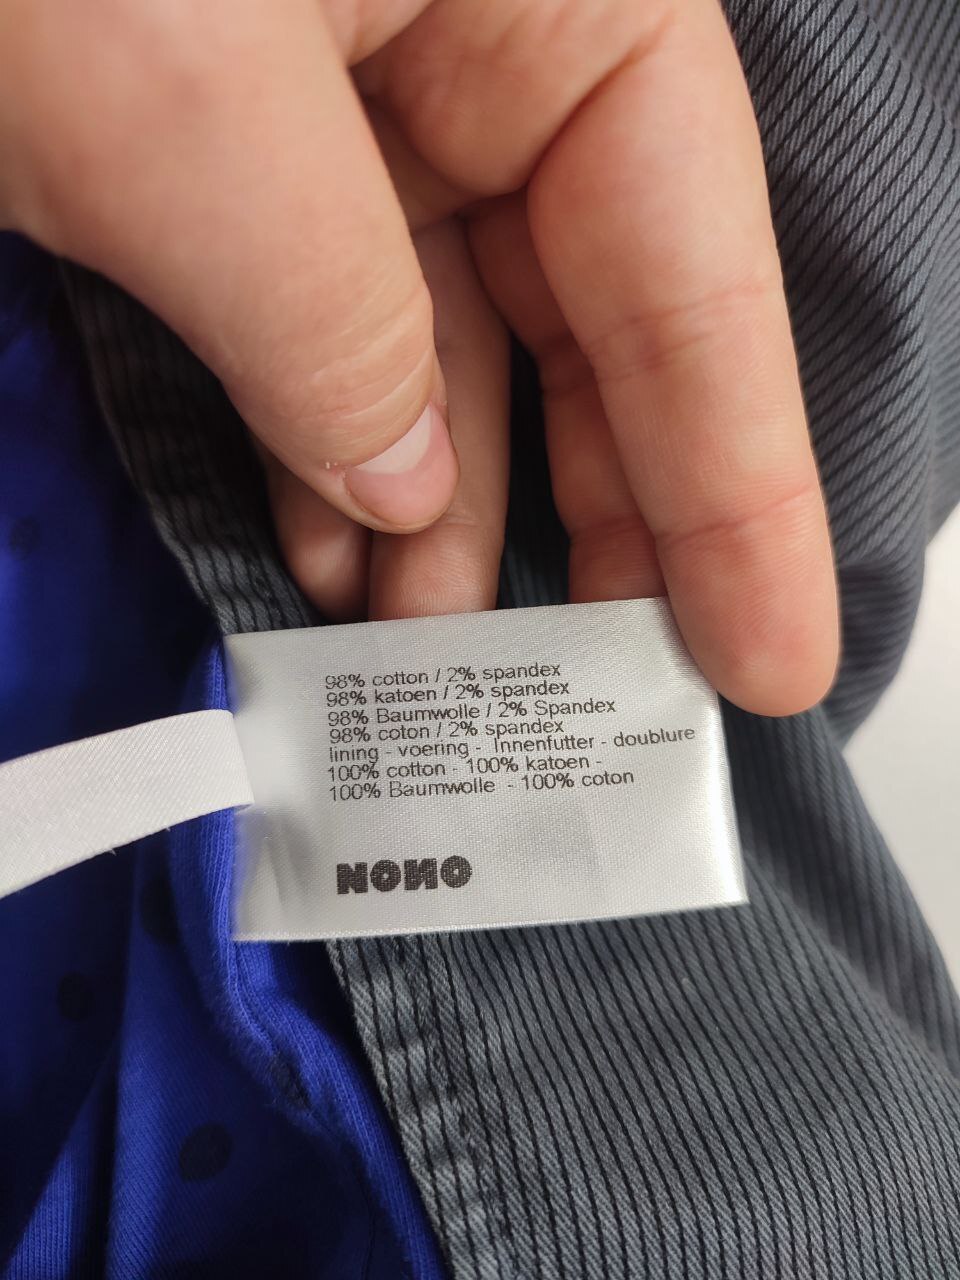 98% cotton / 2% spandex
98% katoen / 2% spandex
98% Baumwolle / 2% Spandex
98% coton / 2% spandex
lining - voering - Innenfutter - doublure
100% cotton - 100% katoen -
100% Baumwolle - 100% coton
NONO